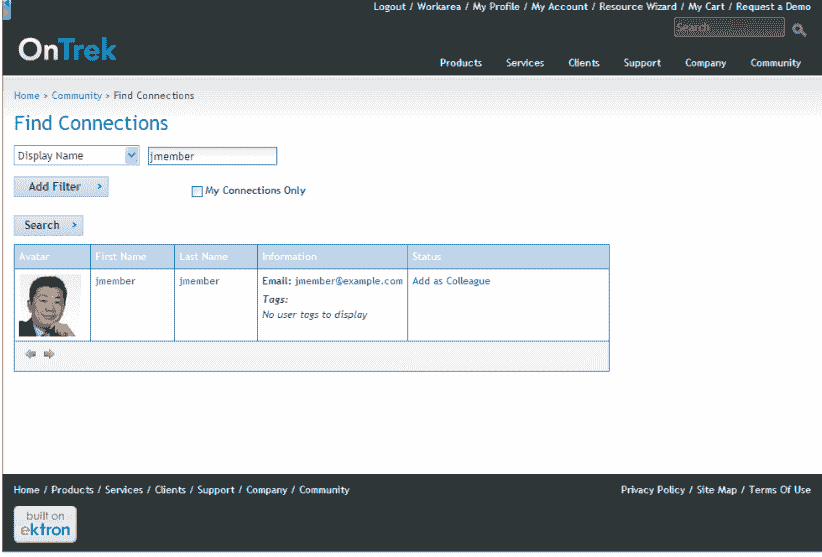 Logout / Workarea / My Profile / My Account / Resource Wizard / My Cart / Request a Demo
Search
OnTrek
Products Services Clients Support Company Community
Home > Community > Find Connections
Find Connections
Display Name jmember
Add Filter > My Connections Only
Search >
Avatar First Name Last Name Information Status
jmember jmember Email: jmember@example.com Add as Colleague
Tags:
No user tags to display
Home / Products / Services / Clients / Support / Company / Community Privacy Policy / Site Map / Terms Of Use
built on
ektron